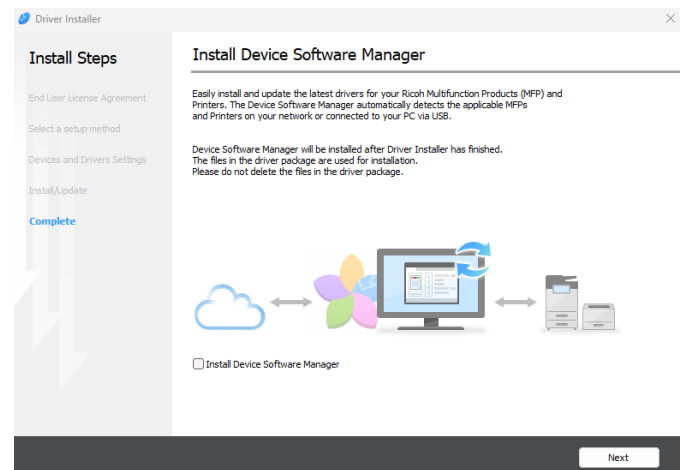 Driver Installer
Install Steps
End User License Agreement
Select a setup method
Devices and Drivers Settings
Install/Update
Complete
Install Device Software Manager
Easily install and update the latest drivers for your Ricoh Multifunction Products (MFP) and
Printers. The Device Software Manager automatically detects the applicable MFPs
and Printers on your network or connected to your PC via USB.
Device Software Manager will be installed after Driver Installer has finished.
The files in the driver package are used for installation.
Please do not delete the files in the driver package.
Install Device Software Manager
Next